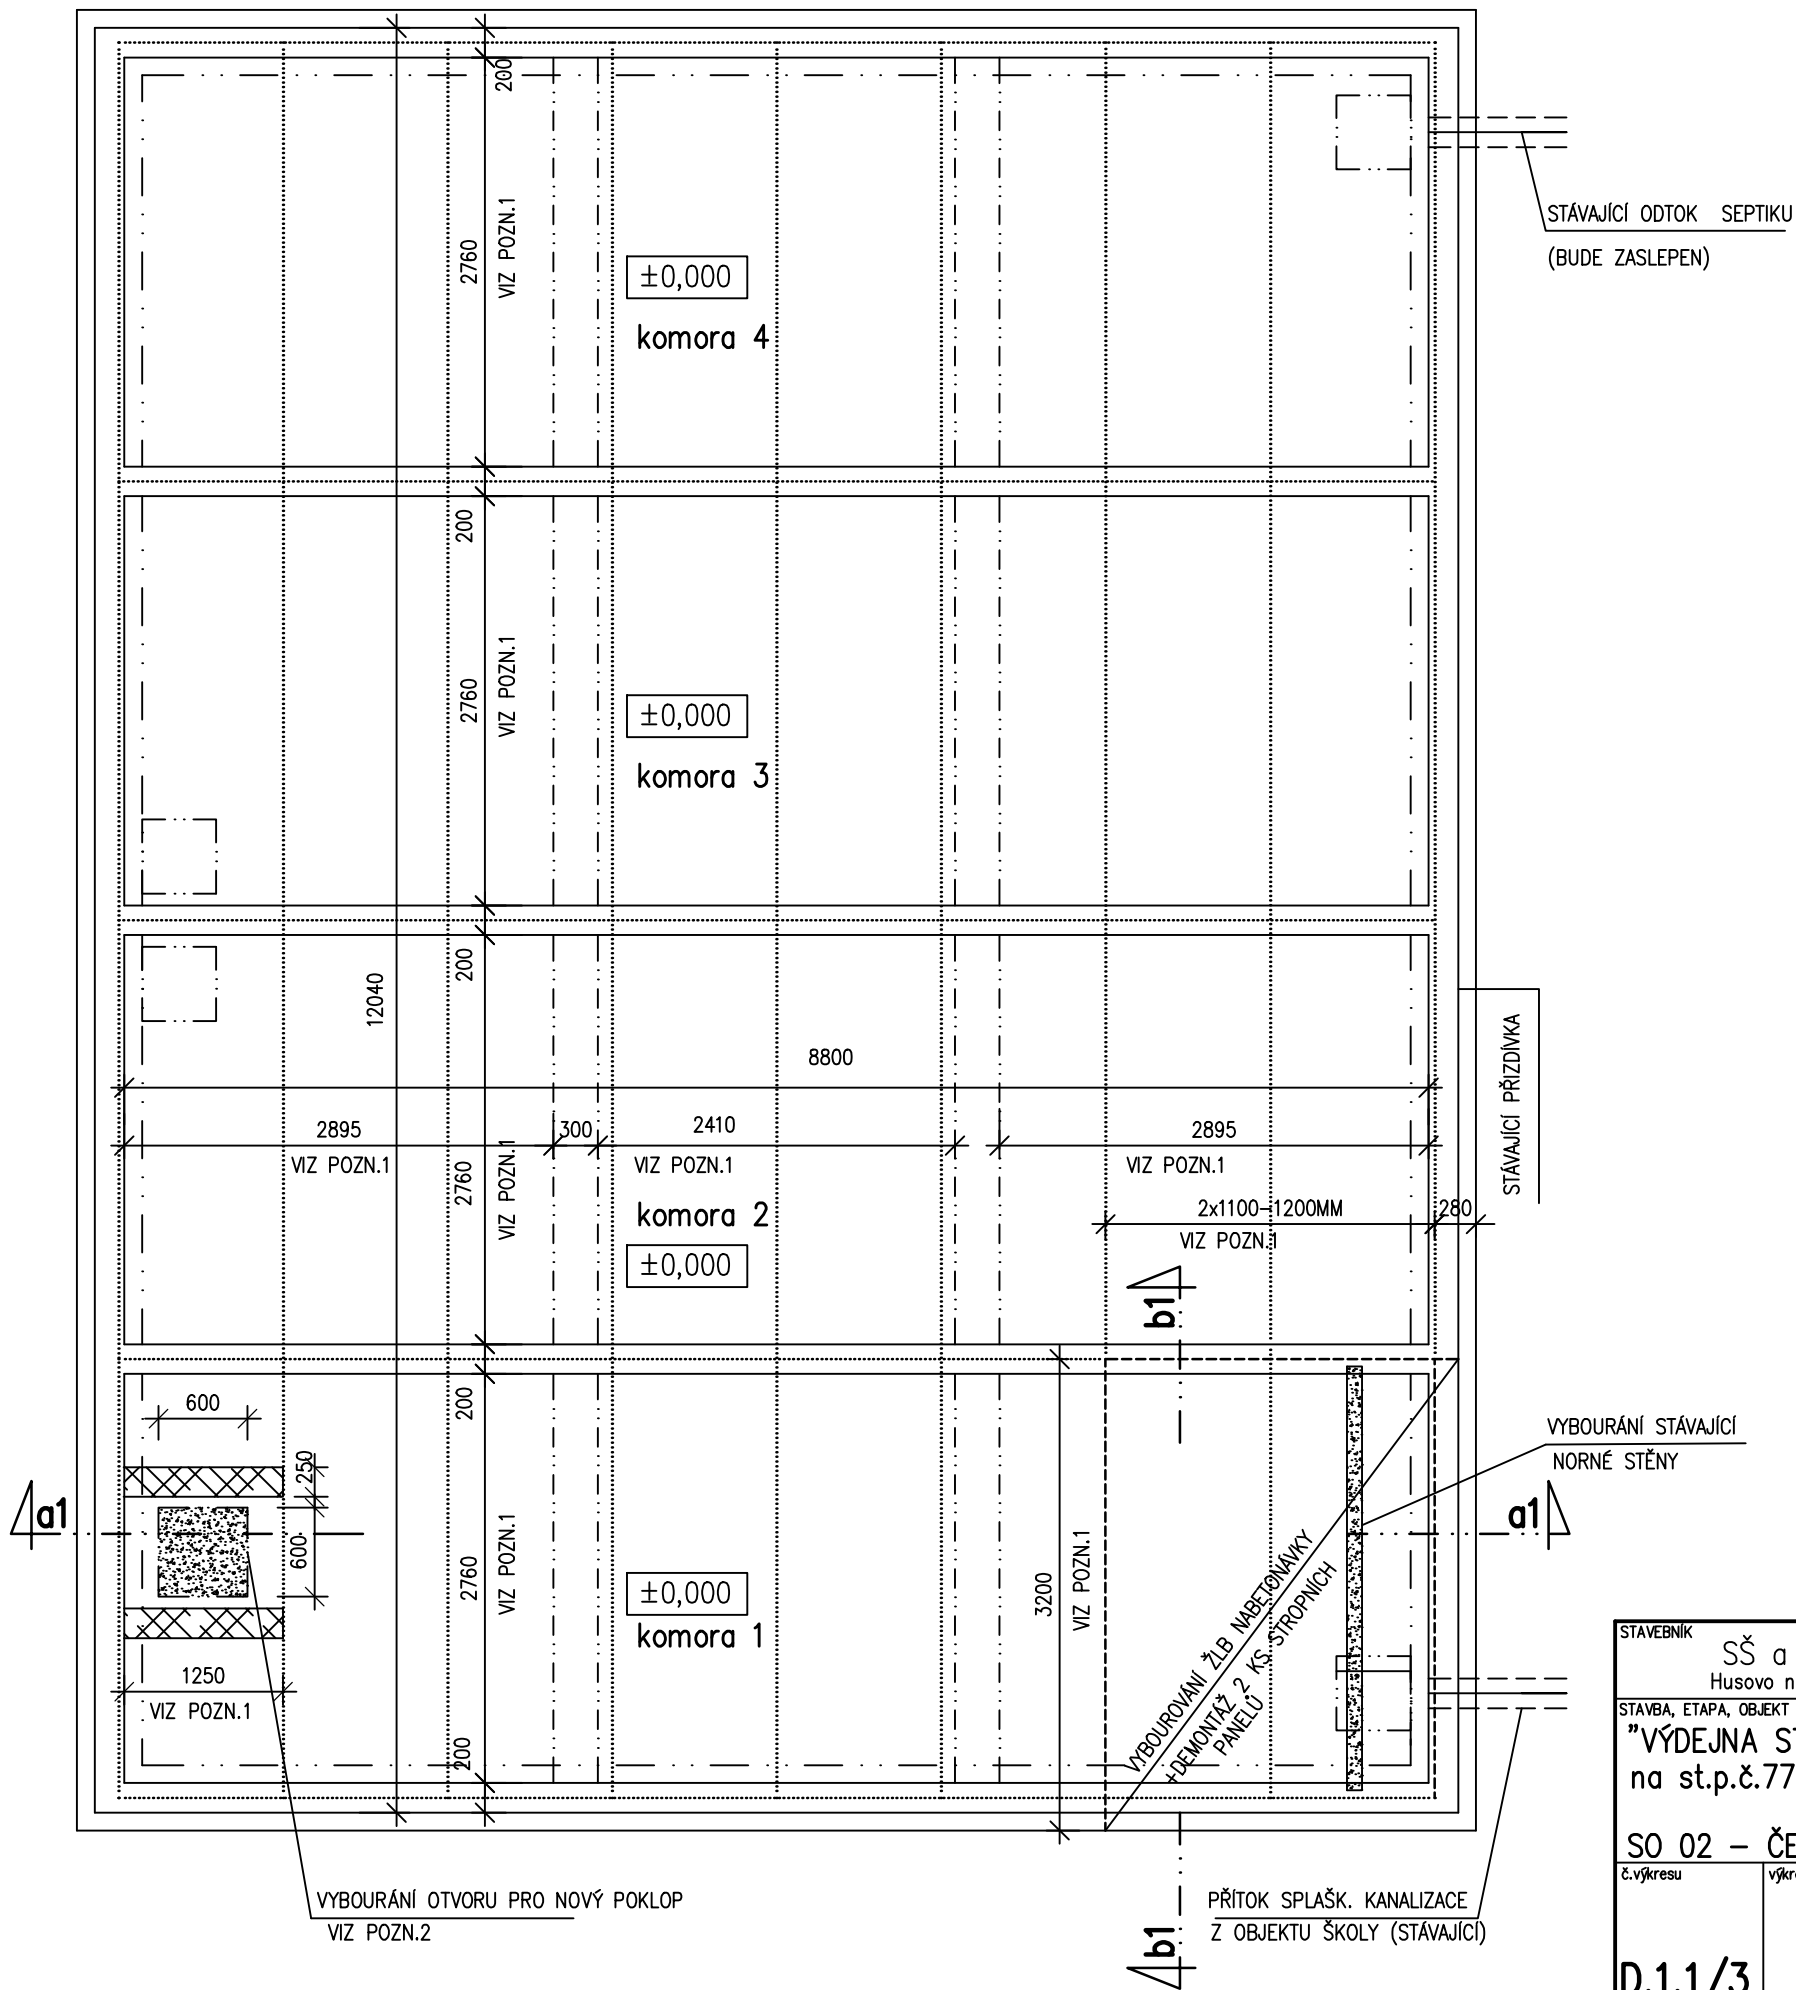 200
2760
VIZ POZN.1
±0,000
komora 4
STÁVAJÍCÍ ODTOK SEPTIKU
(BUDE ZASLEPEN)
200
2760
VIZ POZN.1
±0,000
komora 3
200
12040
8800
STÁVAJÍCÍ PŘIZDÍVKA
2895
VIZ POZN.1
300
2410
VIZ POZN.1
2895
VIZ POZN.1
2760
VIZ POZN.1
komora 2
±0,000
2x1100-1200MM
VIZ POZN.1
280
b1
200
600
250
600
a1
1250
VIZ POZN.1
2760
VIZ POZN.1
±0,000
komora 1
200
3200
VIZ POZN.1
VYBOUROVÁNÍ ŽLB NABETONÁVKY
+DEMONTÁŽ 2 KS STROPNÍCH
PANELŮ
VYBOURÁNÍ STÁVAJÍCÍ
NORNÉ STĚNY
a1
VYBOURÁNÍ OTVORU PRO NOVÝ POKLOP
VIZ POZN.2
PŘÍTOK SPLAŠK. KANALIZACE
Z OBJEKTU ŠKOLY (STÁVAJÍCÍ)
b1
STAVEBNÍK
SŠ a
Husovo n
STAVBA, ETAPA, OBJEKT
"VÝDEJNA ST
na st.p.č.77
SO 02 – ČE
č.výkresu
výkr
D.1.1/3